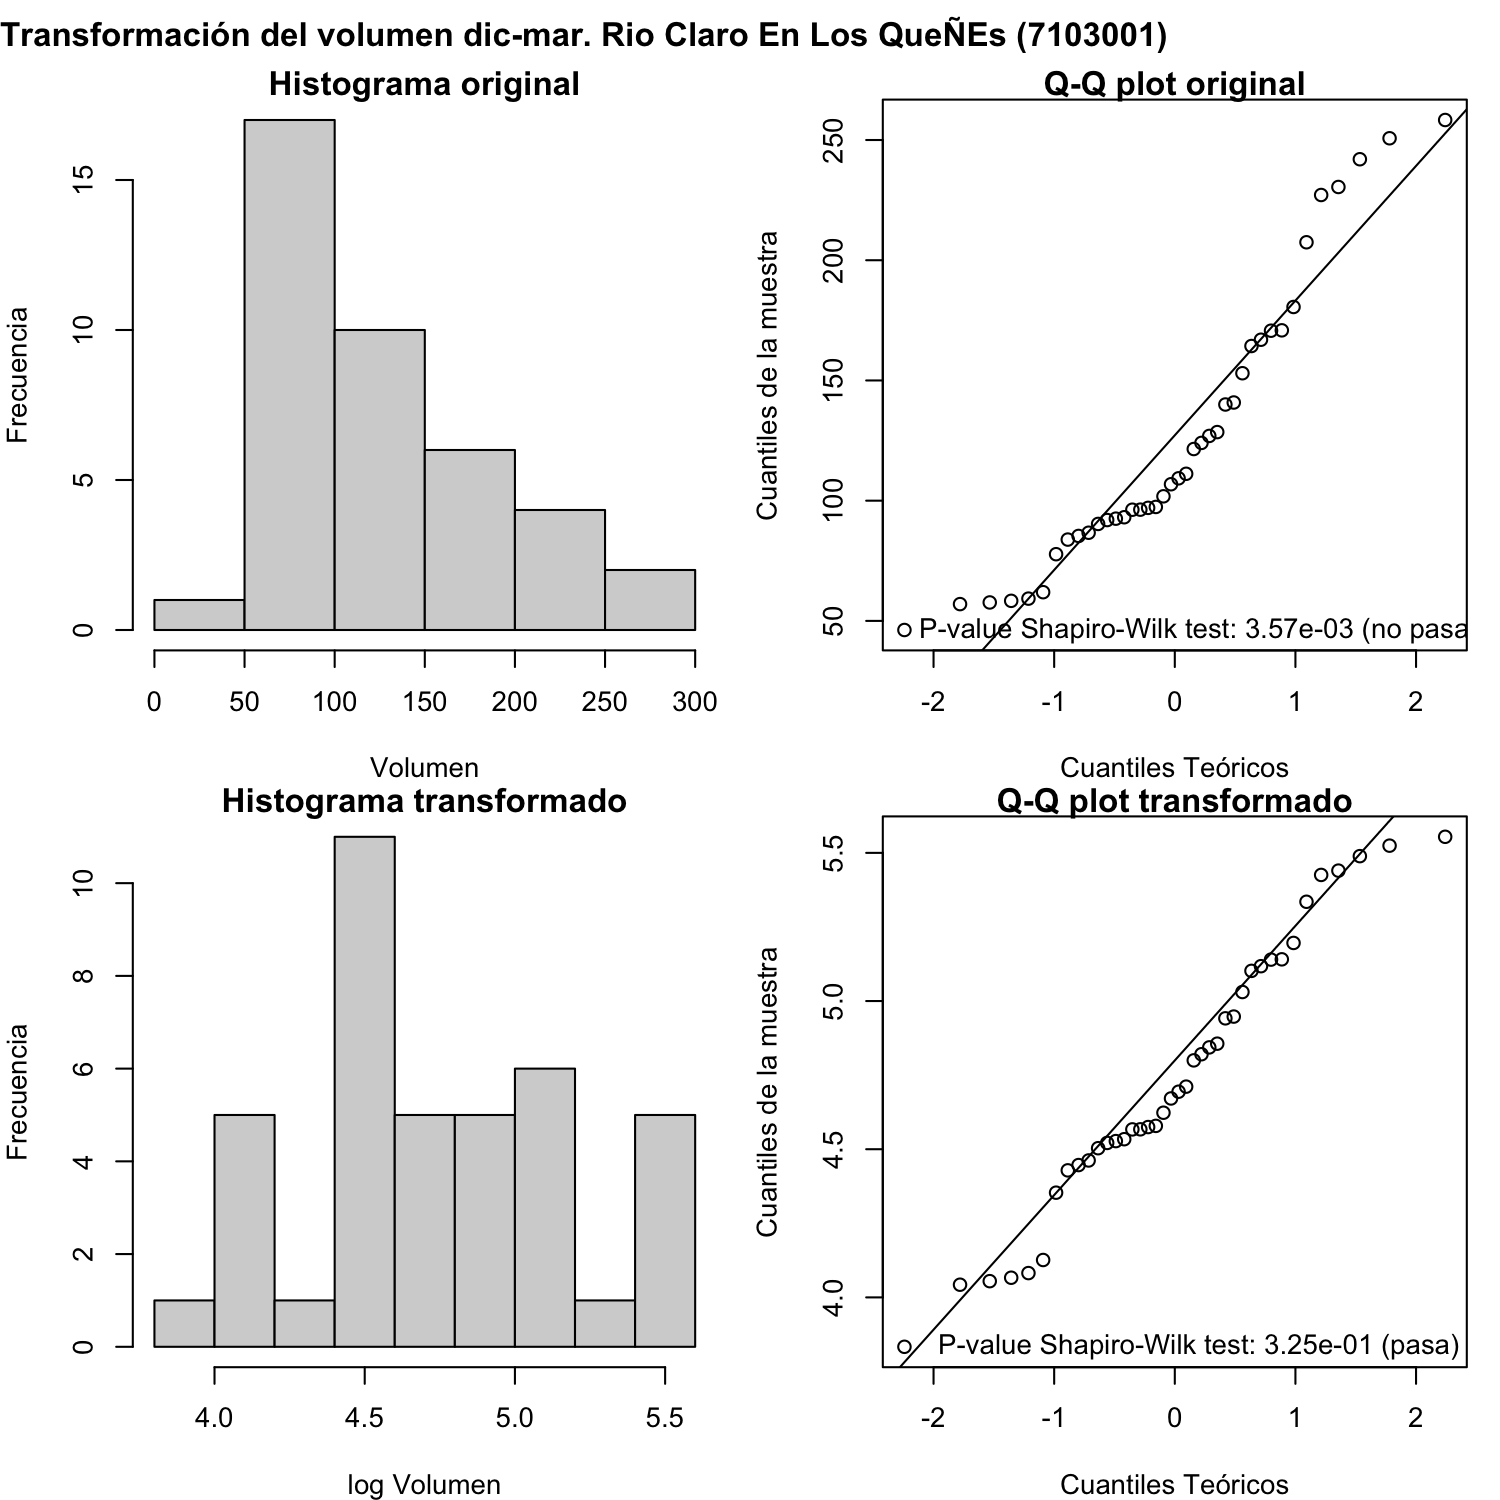 Transformación del volumen dic-mar. Rio Claro En Los QueÑEs (7103001)
Histograma original
Frecuencia
15
10
5
0
0 50 100 150 200 250 300
Volumen
Q-Q plot original
Cuantiles de la muestra
250
200
150
100
50
P-value Shapiro-Wilk test: 3.57e-03 (no pasa
-2 -1 0 1 2
Cuantiles Teóricos
Histograma transformado
Frecuencia
10
8
6
4
2
0
4.0 4.5 5.0 5.5
log Volumen
Q-Q plot transformado
Cuantiles de la muestra
5.5
5.0
4.5
4.0
P-value Shapiro-Wilk test: 3.25e-01 (pasa)
-2 -1 0 1 2
Cuantiles Teóricos